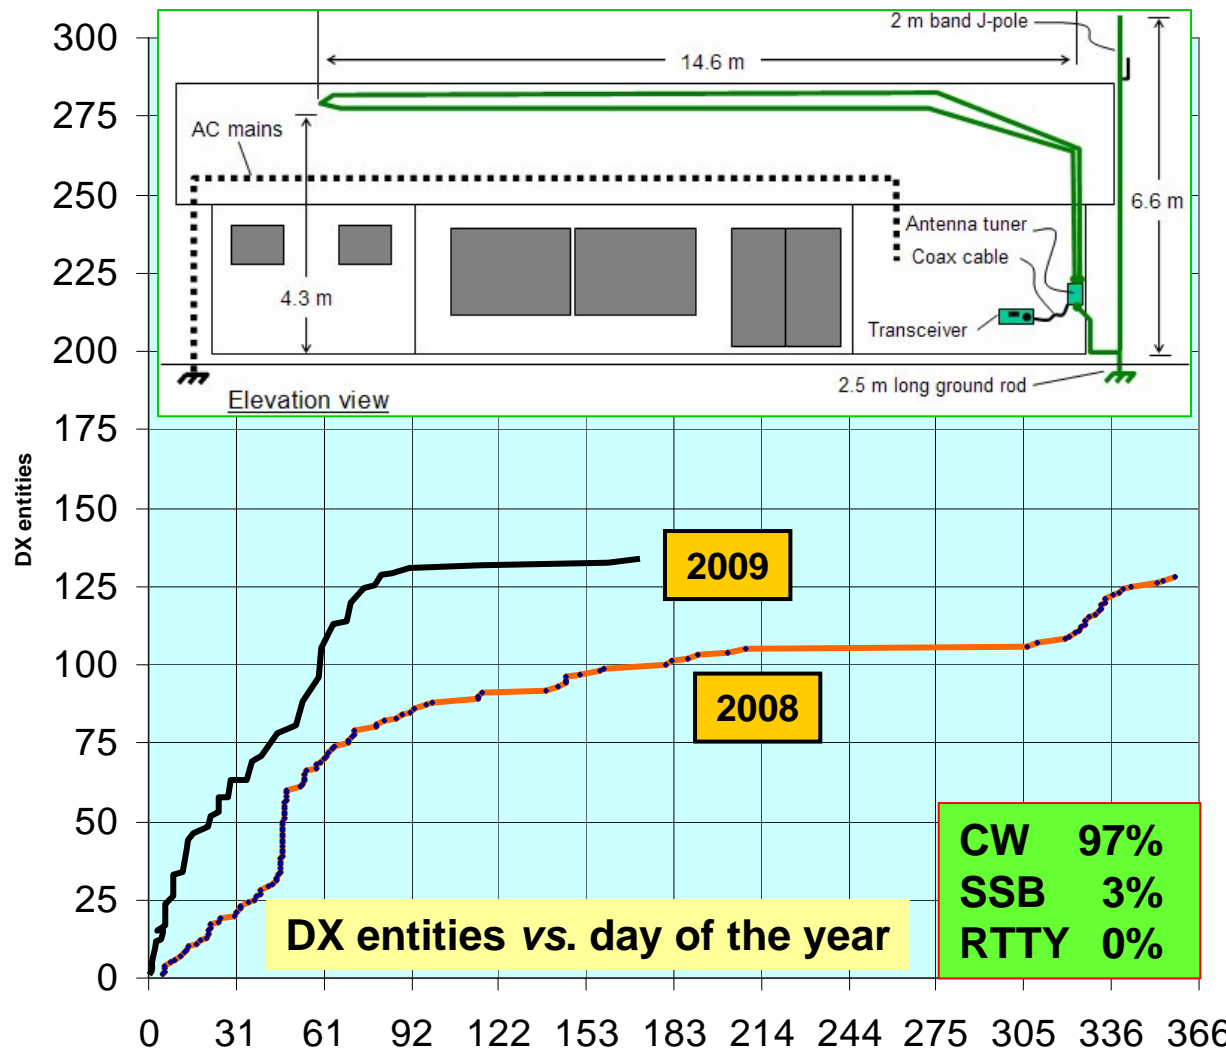 300
275
250
225
200
175
150
125
100
75
50
25
0
DX entities
2 m band J-pole
14.6 m
AC mains
6.6 m
Antenna tuner
Coax cable
4.3 m
Transceiver
2.5 m long ground rod
Elevation view
2009
2008
CW 97%
SSB 3%
RTTY 0%
DX entities vs. day of the year
0 31 61 92 122 153 183 214 244 275 305 336 366